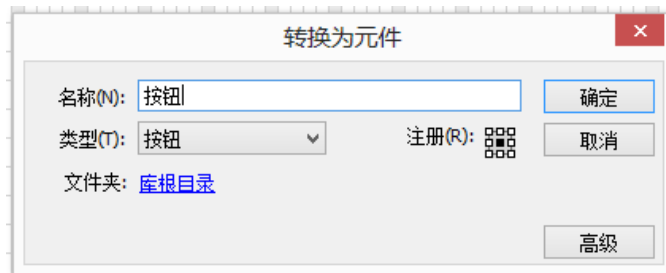 转换为元件
名称(N): 按钮 确定
类型(T): 按钮 注册(R): 取消
文件夹: 库根目录
高级